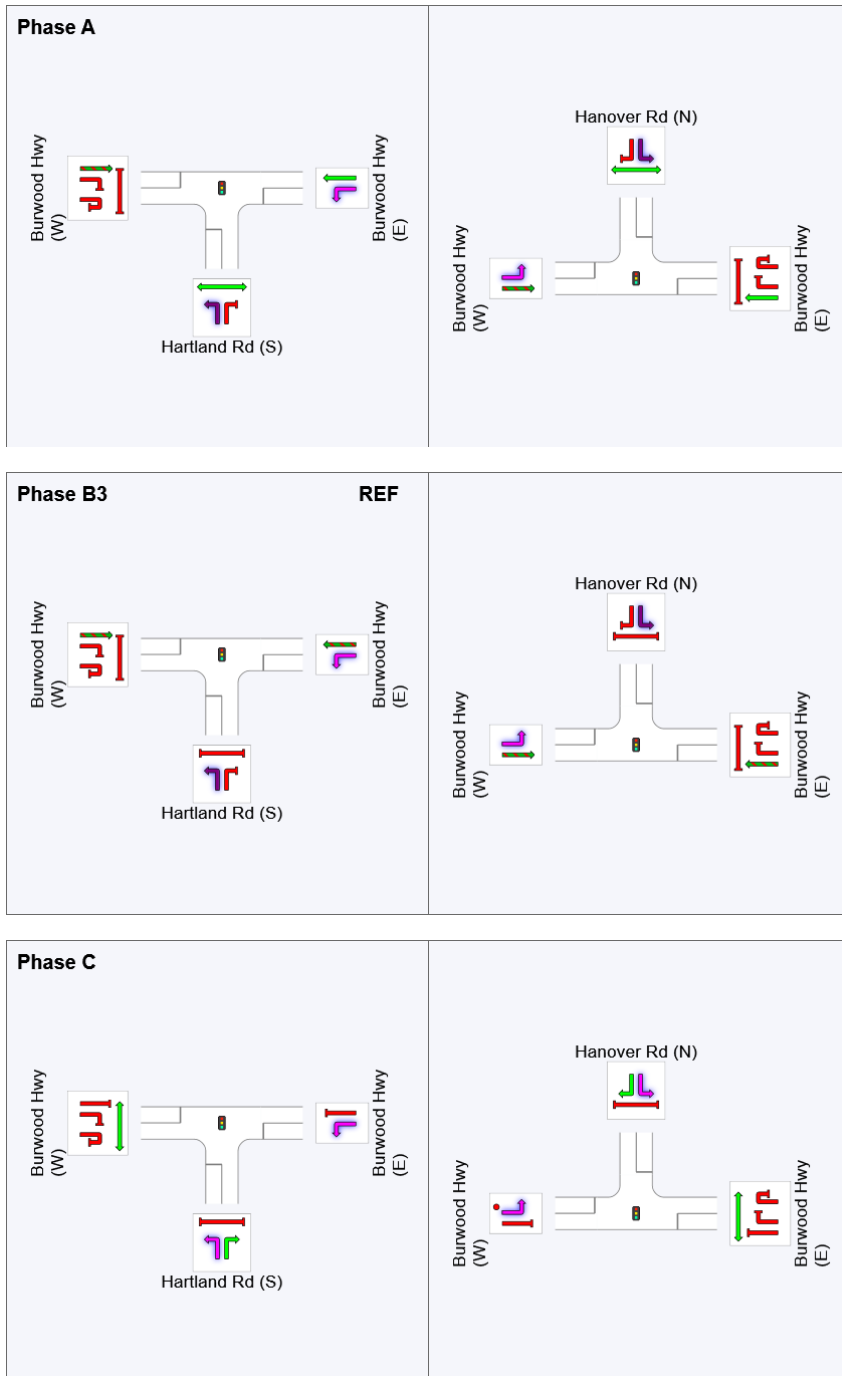 Phase A
Hanover Rd (N)
Burwood Hwy
(W)
Burwood Hwy
(E)
Burwood Hwy
(W)
Burwood Hwy
(E)
Hartland Rd (S)
Phase B3
REF
Hanover Rd (N)
Burwood Hwy
(W)
Burwood Hwy
(E)
Burwood Hwy
(W)
Burwood Hwy
(E)
Hartland Rd (S)
Phase C
Hanover Rd (N)
Burwood Hwy
(W)
Burwood Hwy
(E)
Burwood Hwy
(W)
Burwood Hwy
(E)
Hartland Rd (S)